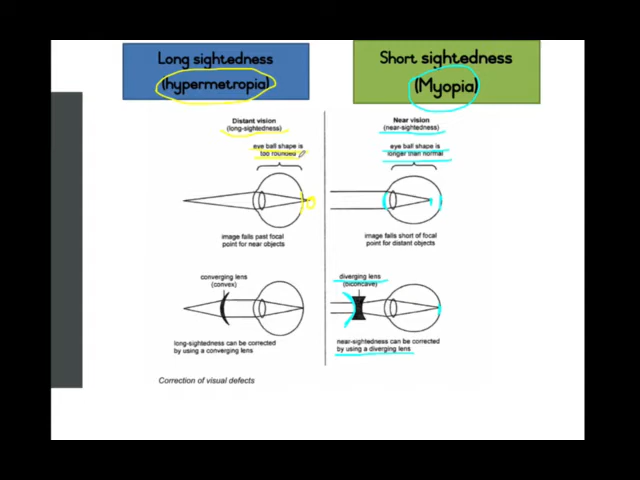 Long sightedness
(hypermetropia)
Short sightedness
(Myopia)
Distant vision
(long-sightedness)
eye ball shape is
too rounded
image falls past focal
point for near objects
converging lens
(convex)
long-sightedness can be corrected
by using a converging lens
Near vision
(near-sightedness)
eye ball shape is
longer than normal
image falls short of focal
point for distant objects
diverging lens
(biconcave)
near-sightedness can be corrected
by using a diverging lens
Correction of visual defects